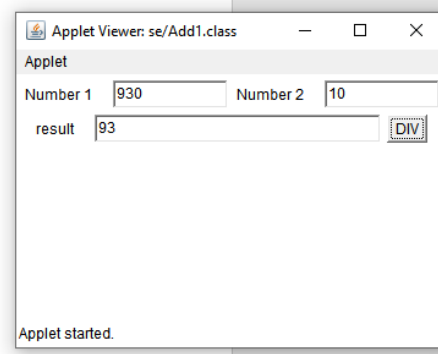 Applet Viewer: se/Add1.class
Applet
Number 1 930 Number 2 10
result 93 DIV
Applet started.